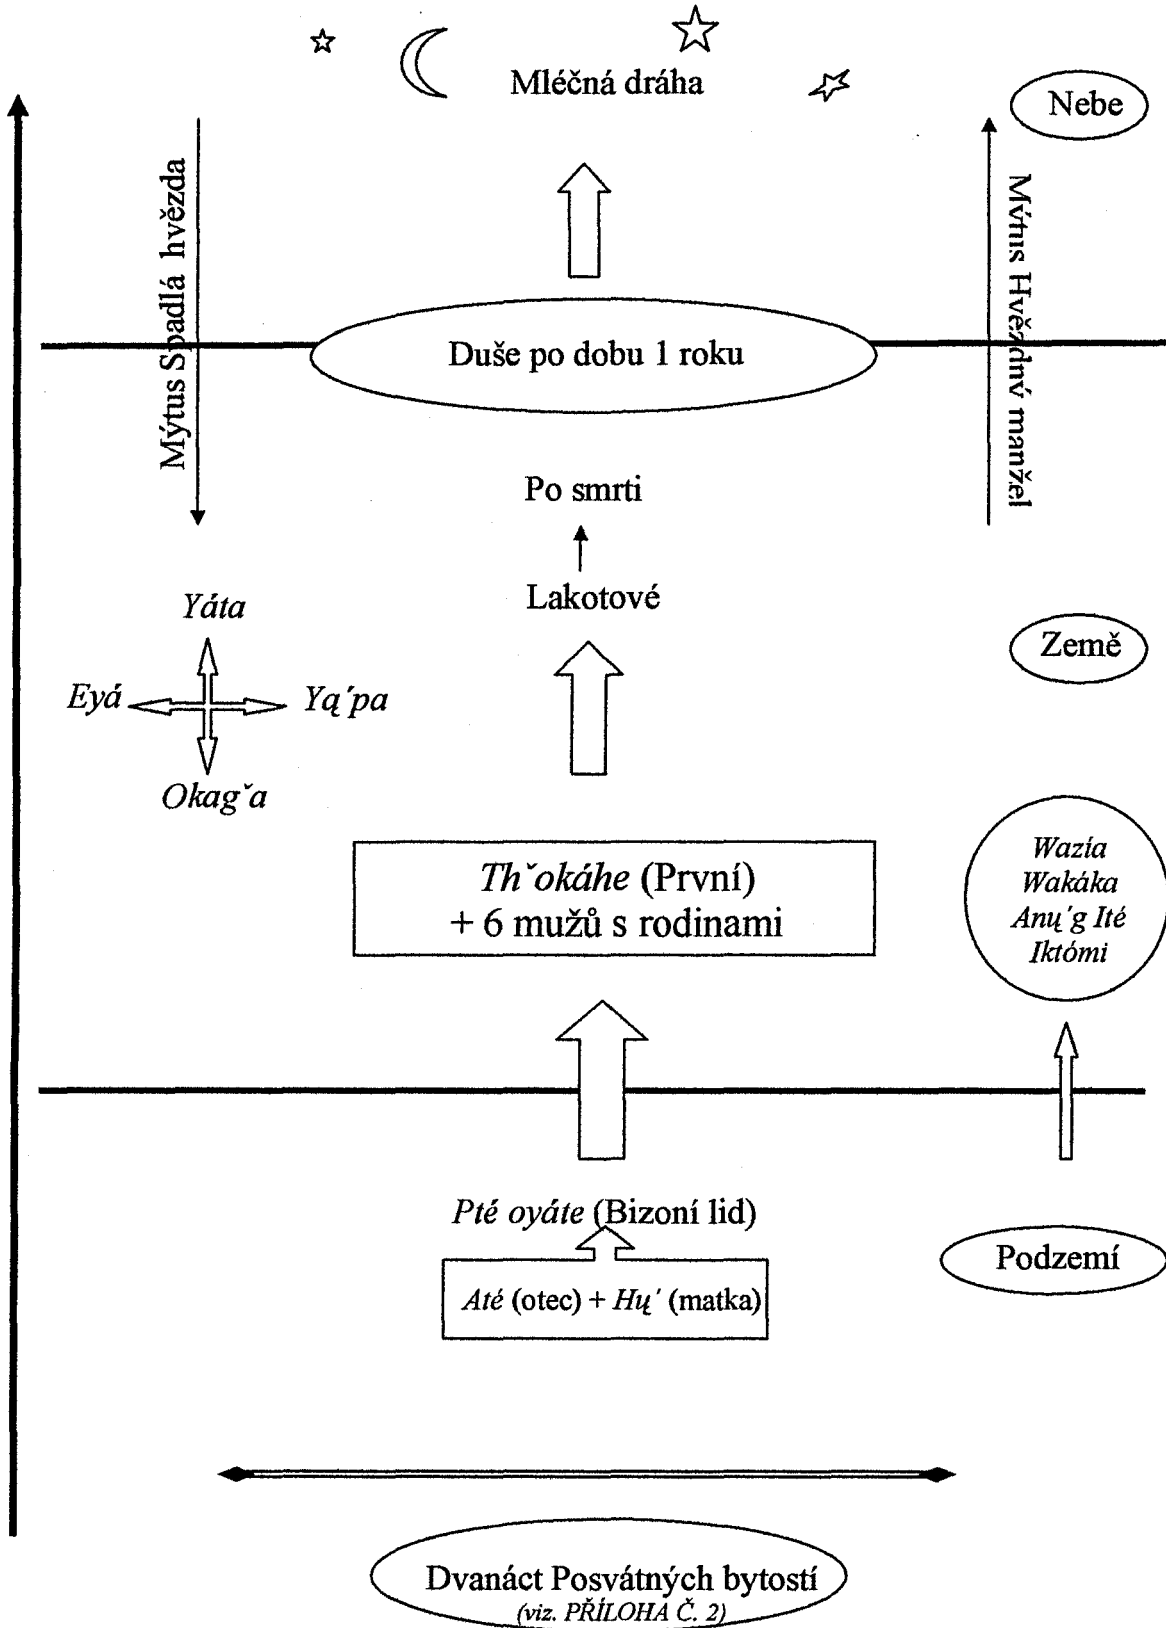 Mléčná dráha
Nebe
Mýtus Spadlá hvězda
Mýtus Hvězdný manžel
Duše po dobu 1 roku
Po smrti
Lakotové
Yáta
Země
Eyá
Yą´pa
Okagˇa
Thˇokáhe (První)
+ 6 mužů s rodinami
Wazía
Wakáka
Anų´g Ité
Iktómi
Pté oyáte (Bizoní lid)
Podzemí
Até (otec) + Hų´ (matka)
Dvanáct Posvátných bytostí
(viz. PŘÍLOHA Č. 2)